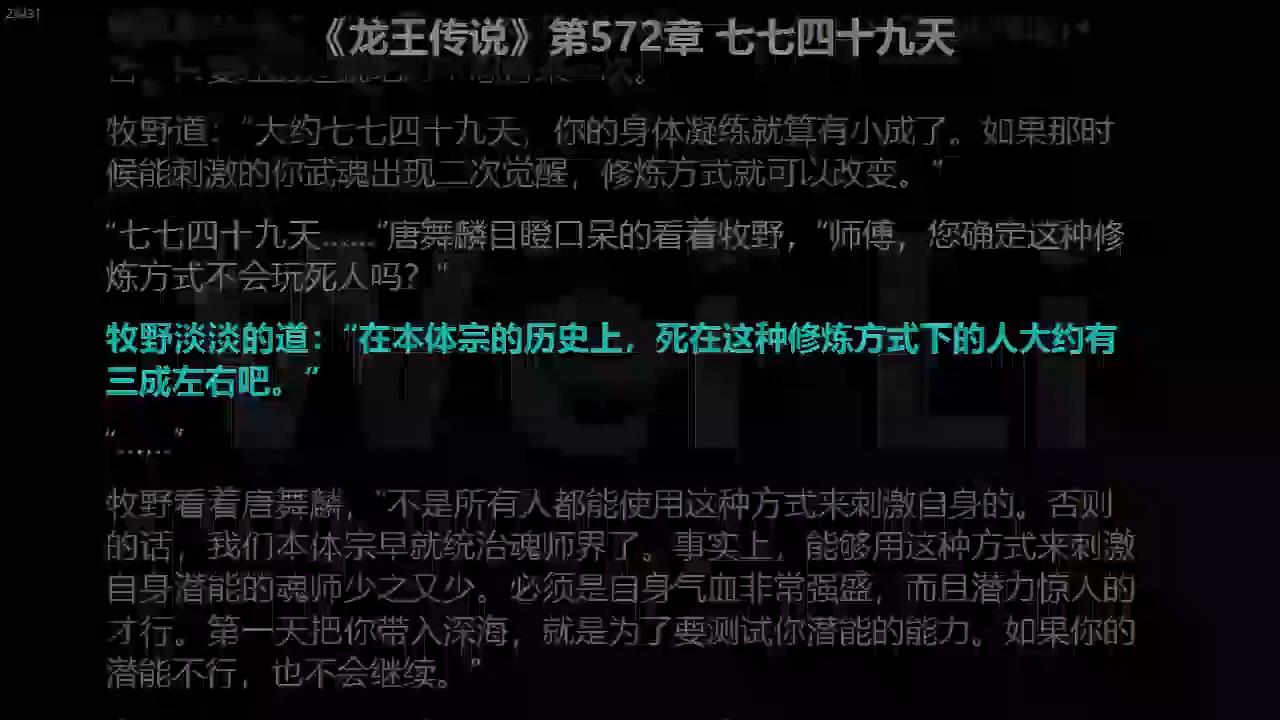 《龙王传说》第572章 七七四十九天
牧野道：“大约七七四十九天，你的身体凝练就算有小成了。如果那时
候能刺激的你武魂出现二次觉醒，修炼方式就可以改变。”
“七七四十九天……“唐舞麟目瞪口呆的看着牧野，“师傅，您确定这种修
炼方式不会玩死人吗？”
牧野淡淡的道：“在本体宗的历史上，死在这种修炼方式下的人大约有
三成左右吧。”
“……”
牧野看着唐舞麟，“不是所有人都能使用这种方式来刺激自身的。否则
的话，我们本体宗早就统治魂师界了。事实上，能够用这种方式来刺激
自身潜能的魂师少之又少。必须是自身气血非常强盛，而且潜力惊人的
才行。第一天把你带入深海，就是为了要测试你潜能的能力。如果你的
潜能不行，也不会继续。”